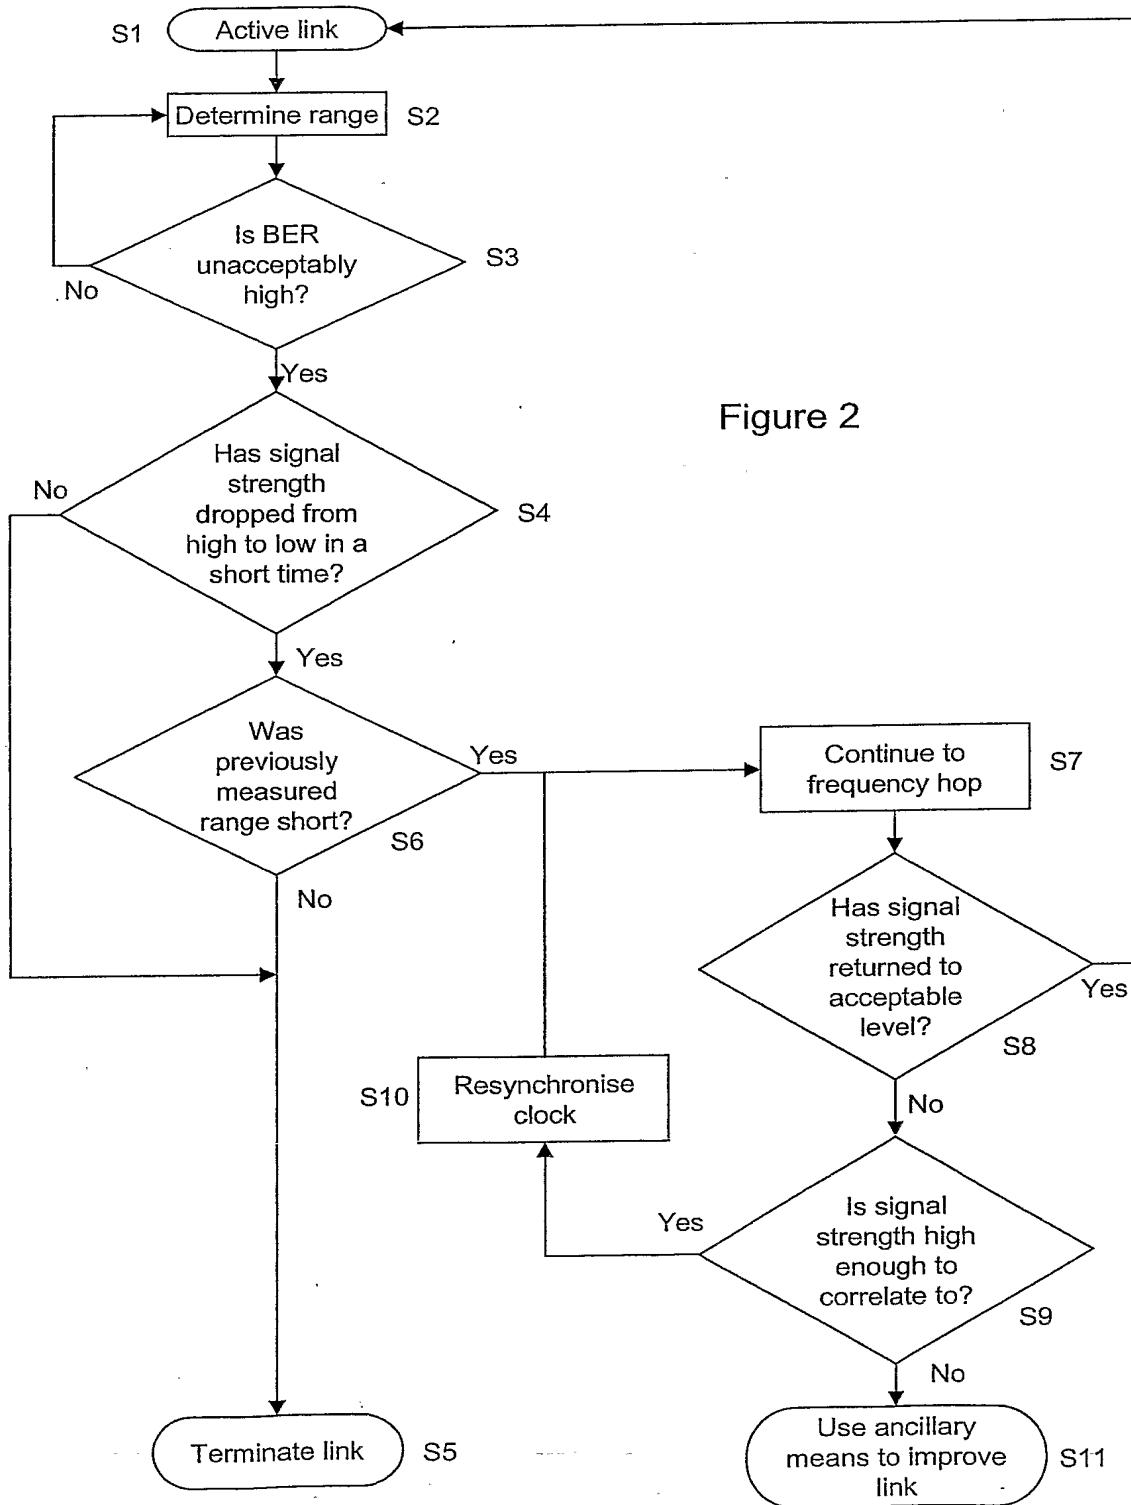 S1
Active link
Determine range
S2
Is BER
unacceptably
high?
S3
No
Yes
Figure 2
Has signal
strength
dropped from
high to low in a
short time?
No
S4
Yes
Was
previously
measured
range short?
Yes
S6
No
Continue to
frequency hop
S7
Has signal
strength
returned to
acceptable
level?
Yes
S8
No
S10
Resynchronise
clock
Yes
Is signal
strength high
enough to
correlate to?
S9
No
Terminate link
S5
Use ancillary
means to improve
link
S11